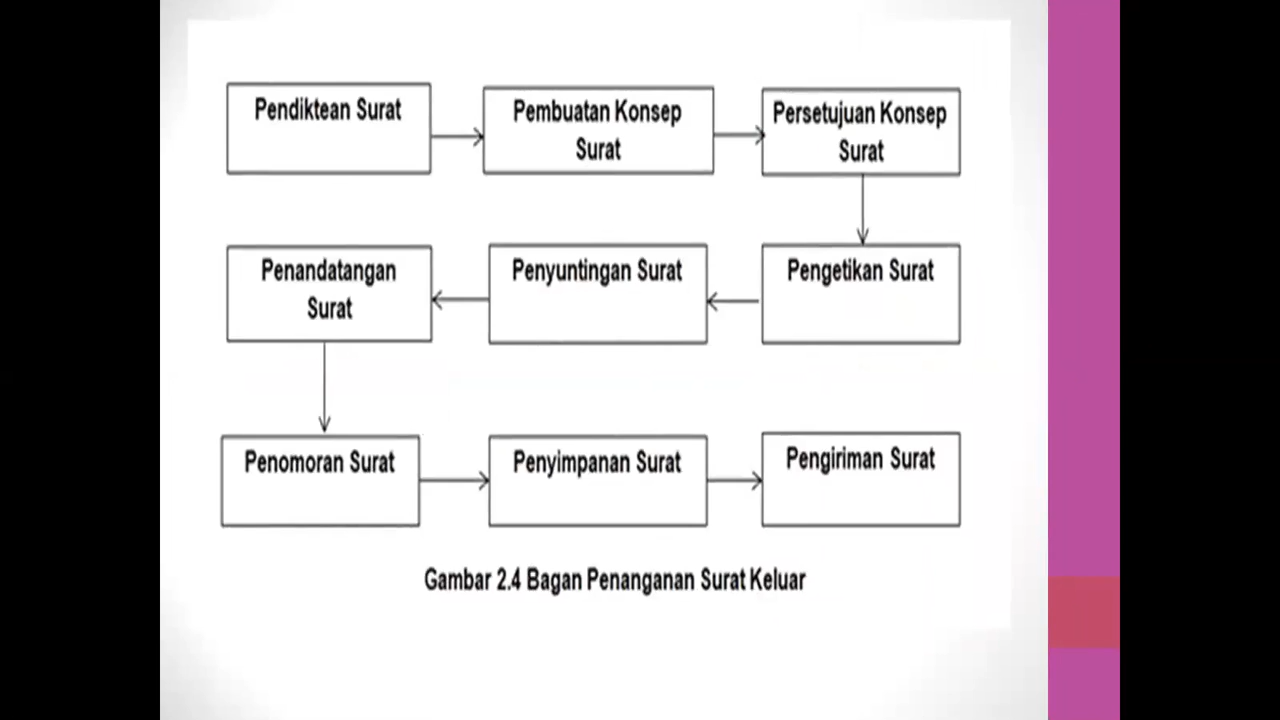 Pendiktean Surat
Pembuatan Konsep
Surat
Persetujuan Konsep
Surat
Pengetikan Surat
Penyuntingan Surat
Penandatangan
Surat
Penomoran Surat
Penyimpanan Surat
Pengiriman Surat
Gambar 2.4 Bagan Penanganan Surat Keluar